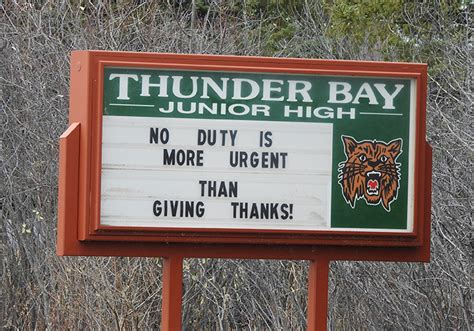 THUNDER BAY
JUNIOR HIGH
NO DUTY IS
MORE URGENT
THAN
GIVING THANKS!